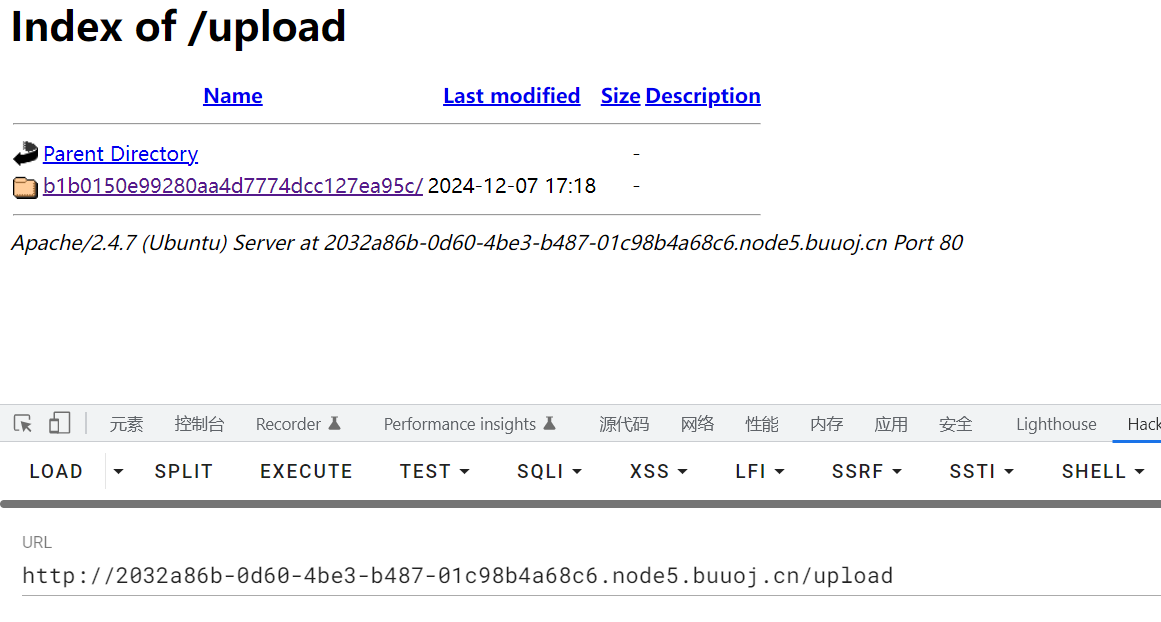 Index of /upload
Name Last modified Size Description
Parent Directory -
b1b0150e99280aa4d7774dcc127ea95c/ 2024-12-07 17:18 -
Apache/2.4.7 (Ubuntu) Server at 2032a86b-0d60-4be3-b487-01c98b4a68c6.node5.buuoj.cn Port 80
元素 控制台 Recorder Performance insights 源代码 网络 性能 内存 应用 安全 Lighthouse Hack
LOAD SPLIT EXECUTE TEST SQLI XSS LFI SSRF SSTI SHELL
URL
http://2032a86b-0d60-4be3-b487-01c98b4a68c6.node5.buuoj.cn/upload